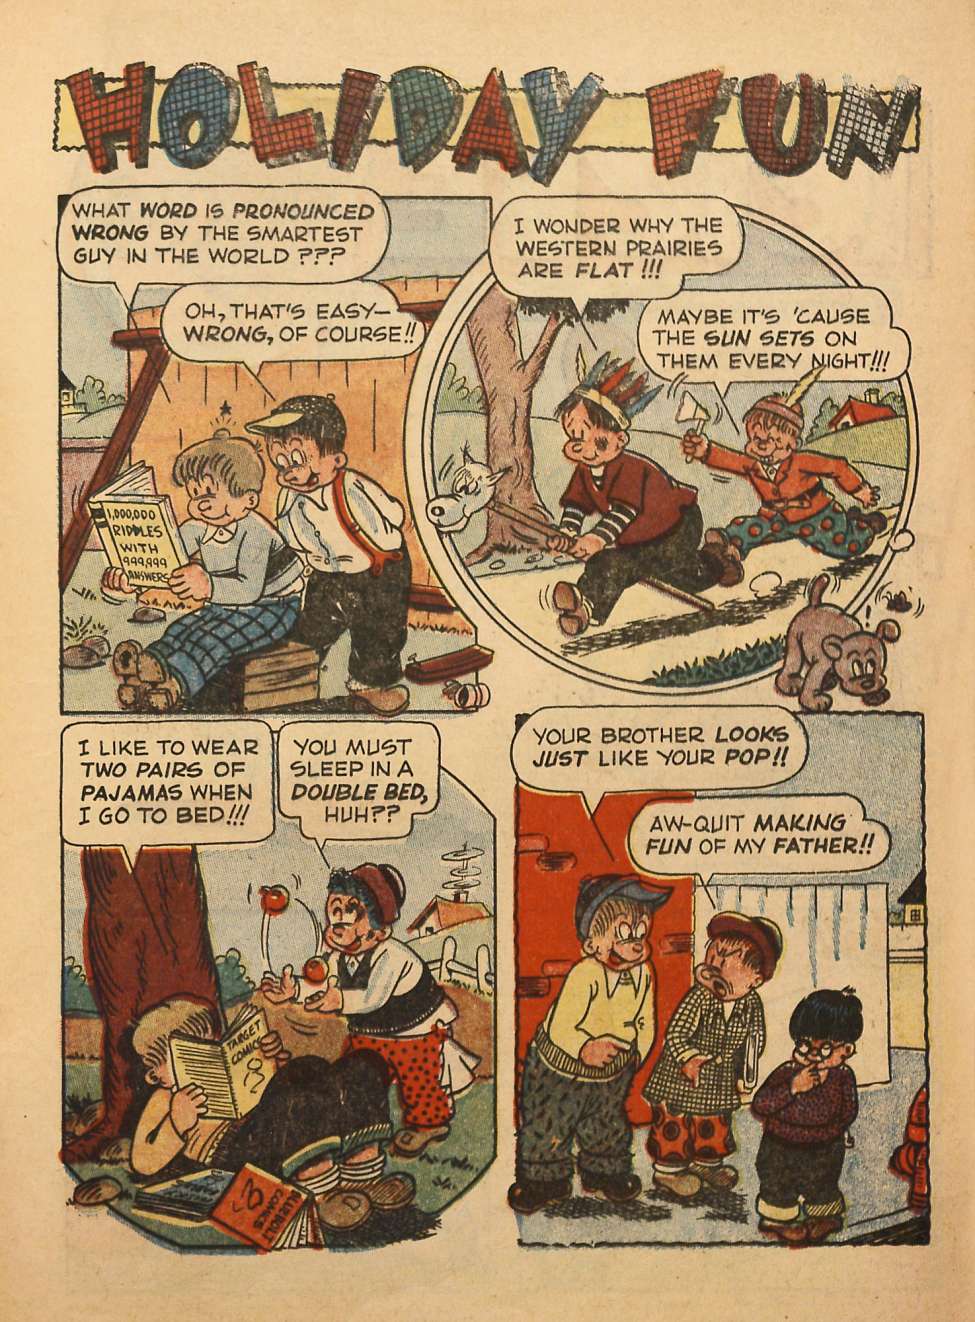 HOLIDAY FUN
WHAT WORD IS PRONOUNCED
WRONG BY THE SMARTEST
GUY IN THE WORLD ???
OH, THAT'S EASY—
WRONG, OF COURSE!!
1,000,000
RIDDLES
WITH
999,999
ANSWERS
I WONDER WHY THE
WESTERN PRAIRIES
ARE FLAT!!!
MAYBE IT'S 'CAUSE
THE SUN SETS ON
THEM EVERY NIGHT!!!
I LIKE TO WEAR
TWO PAIRS OF
PAJAMAS WHEN
I GO TO BED!!!
YOU MUST
SLEEP IN A
DOUBLE BED,
HUH??
TARGET
COMICS
BLUE BOLT
COMICS
YOUR BROTHER LOOKS
JUST LIKE YOUR POP!!
AW-QUIT MAKING
FUN OF MY FATHER!!